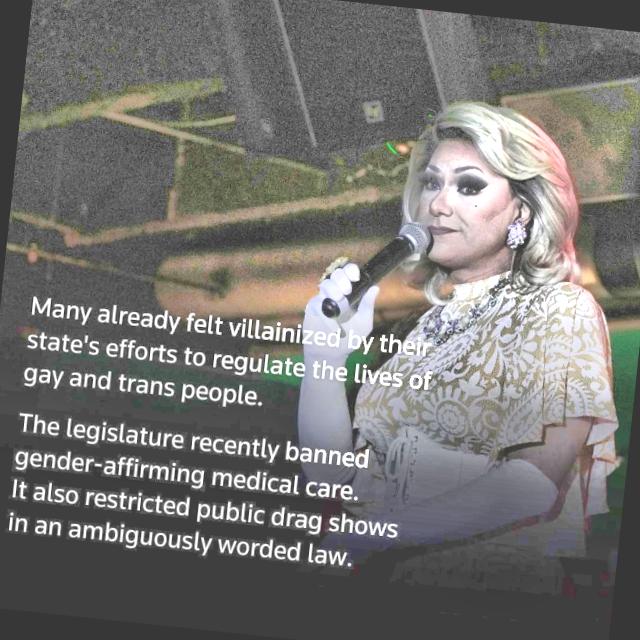 Many already felt villainized by their
state's efforts to regulate the lives of
gay and trans people.
The legislature recently banned
gender-affirming medical care.
It also restricted public drag shows
in an ambiguously worded law.